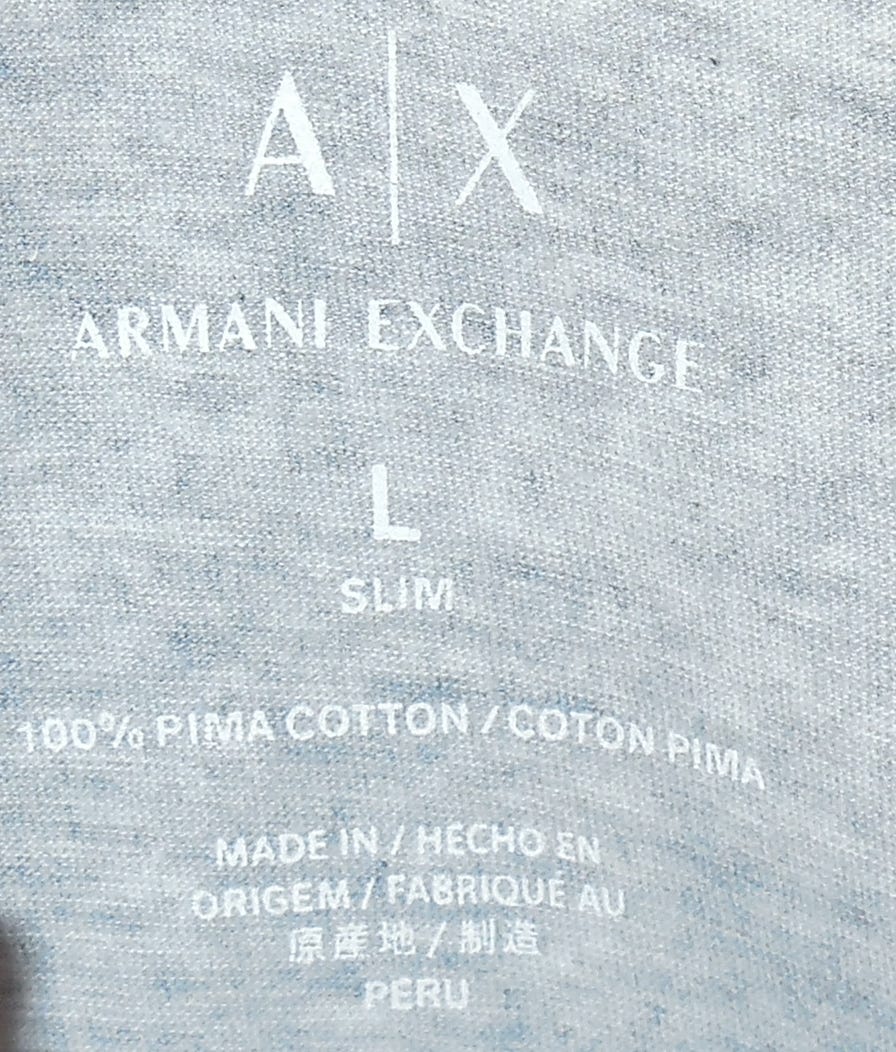 A|X
ARMANI EXCHANGE
L
SLIM
100% PIMA COTTON / COTON PIMA
MADE IN / HECHO EN
ORIGEM / FABRIQUÉ AU
原産地 / 制造
PERU